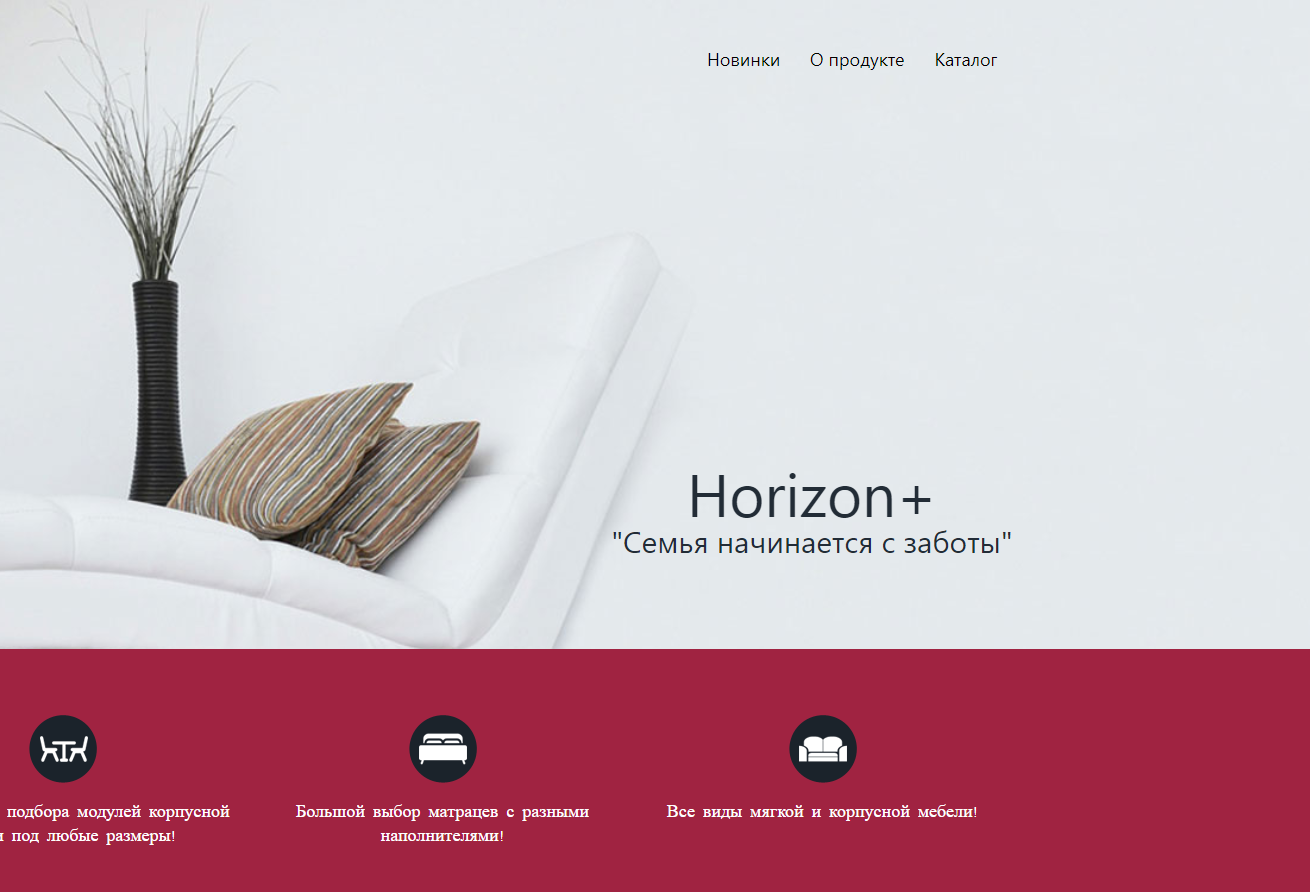 Новинки О продукте Каталог
Horizon+
"Семья начинается с заботы"
подбора модулей корпусной
под любые размеры!
Большой выбор матрацев с разными
наполнителями!
Все виды мягкой и корпусной мебели!